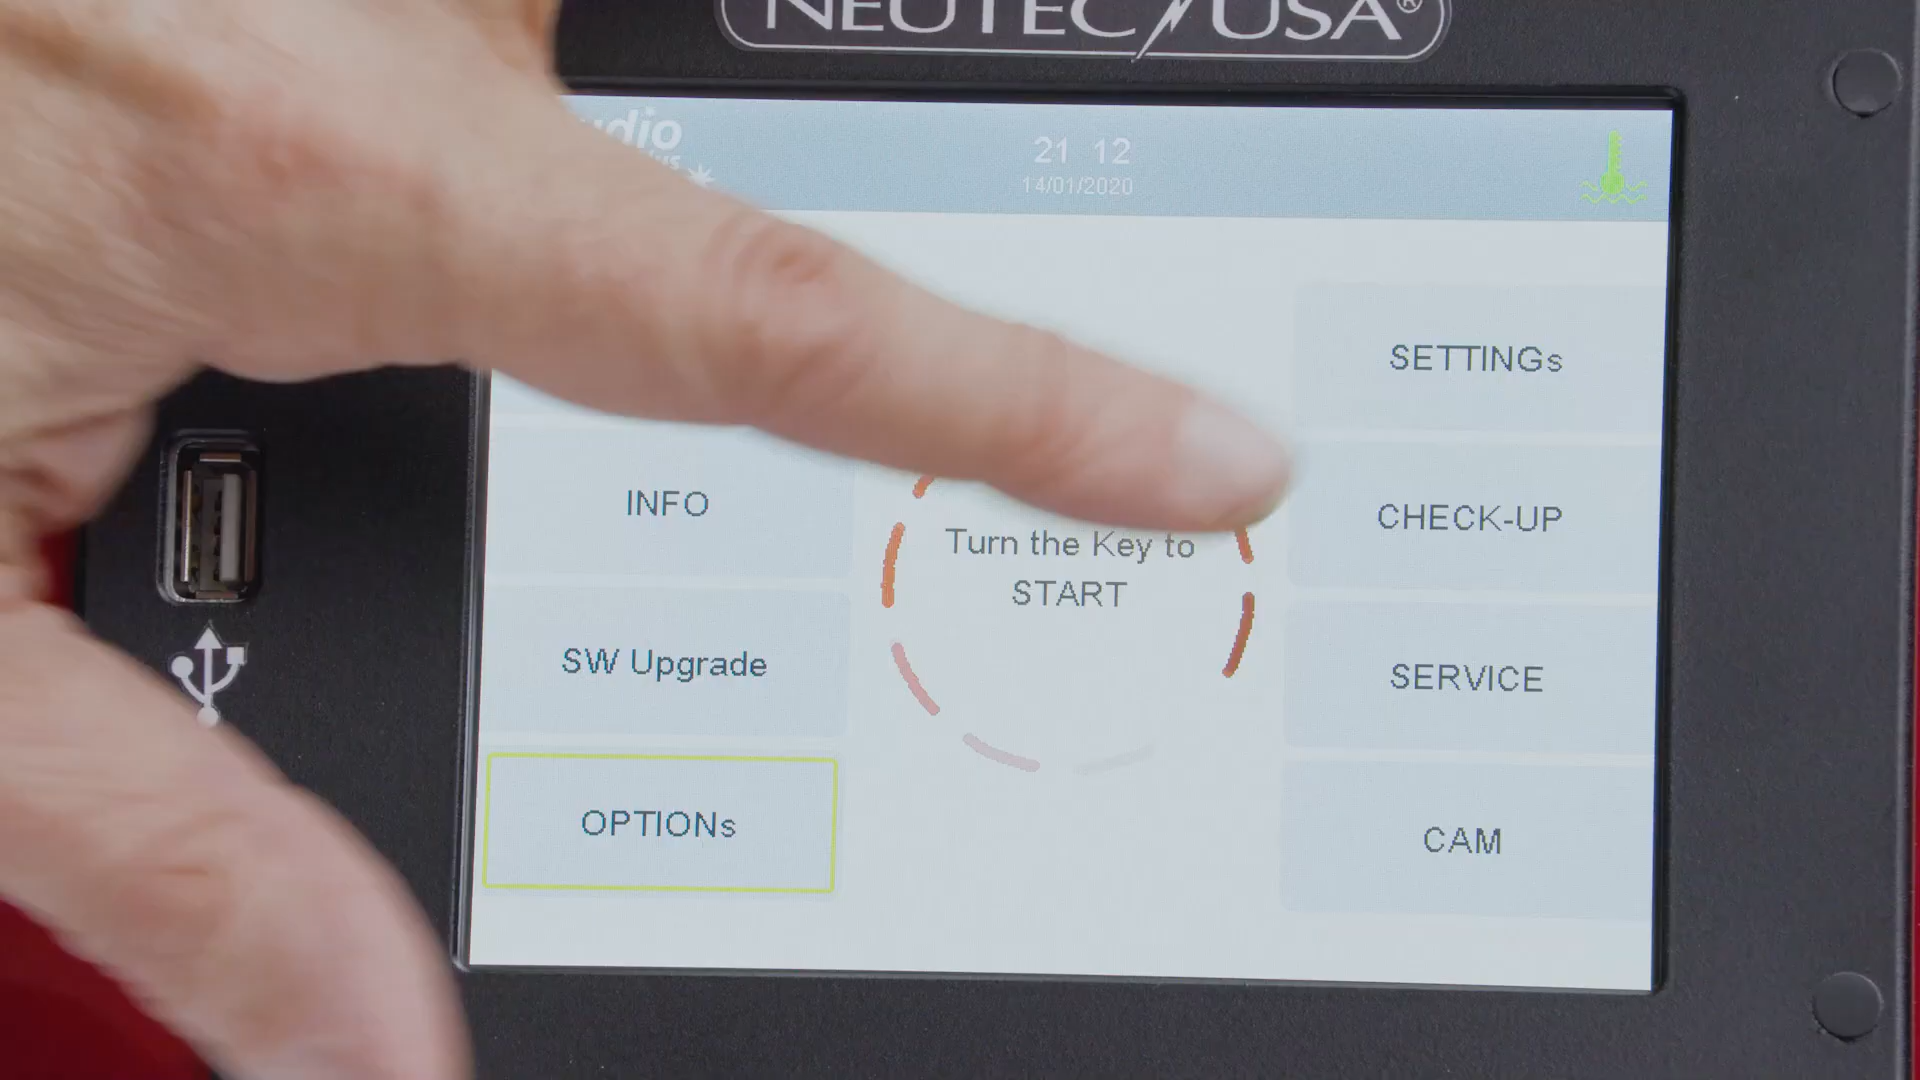 NEUTEC USA®
21 12
14/01/2020
SETTINGs
INFO
CHECK-UP
Turn the Key to
START
SW Upgrade
SERVICE
OPTIONs
CAM